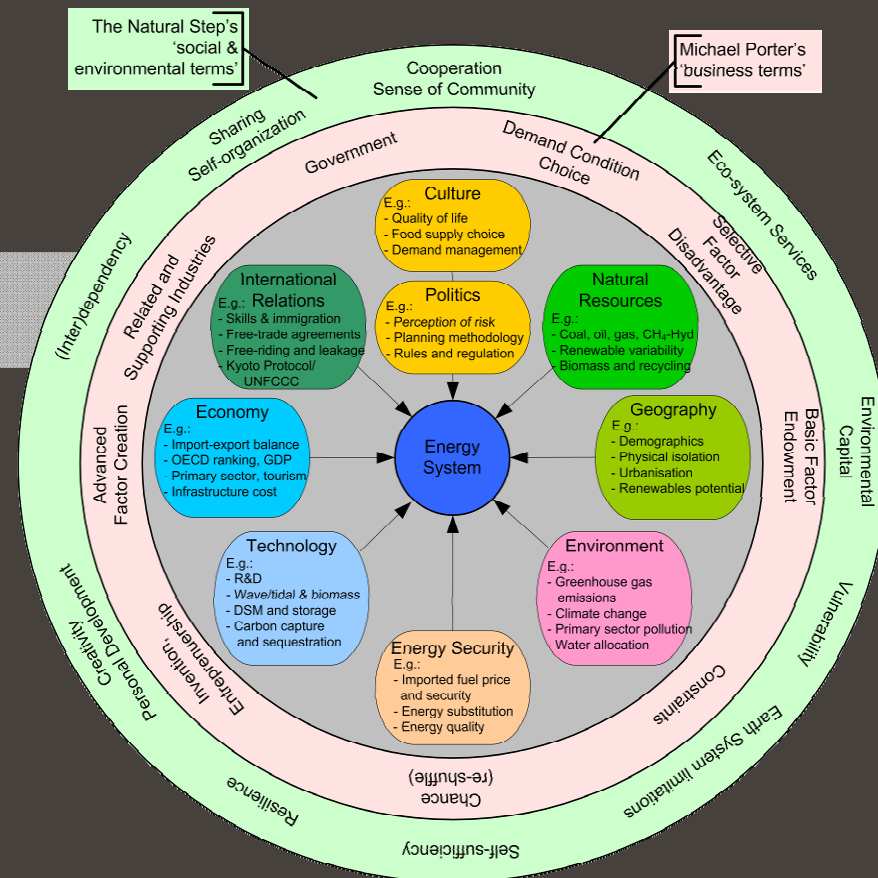 The Natural Step's
'social &
environmental terms'
Michael Porter's
'business terms'
Cooperation
Sense of Community
Sharing
Self-organization
Eco-system Services
(Inter)dependency
Environmental
Capital
Creativity
Personal Development
Vulnerability
Earth System limitations
Resilience
Self-sufficiency
Government
Demand Condition
Choice
Related and
Supporting Industries
Selective
Factor
Disadvantage
Advanced
Factor Creation
Basic Factor
Endowment
Invention,
Entreprenuership
Constraints
Chance
(re-shuffle)
Culture
E.g.:
- Quality of life
- Food supply choice
- Demand management
International
Relations
E.g.:
- Skills & immigration
- Free-trade agreements
- Free-riding and leakage
- Kyoto Protocol/
UNFCCC
Politics
E.g.:
- Perception of risk
- Planning methodology
- Rules and regulation
Natural
Resources
E.g.:
- Coal, oil, gas, CH₄-Hyd
- Renewable variability
- Biomass and recycling
Economy
E.g.:
- Import-export balance
- OECD ranking, GDP
- Primary sector, tourism
- Infrastructure cost
Energy
System
Geography
E g :
- Demographics
- Physical isolation
- Urbanisation
- Renewables potential
Technology
E.g.:
- R&D
- Wave/tidal & biomass
- DSM and storage
- Carbon capture
and sequestration
Environment
E.g.:
- Greenhouse gas
emissions
- Climate change
- Primary sector pollution
Water allocation
Energy Security
E.g.:
- Imported fuel price
and security
- Energy substitution
- Energy quality